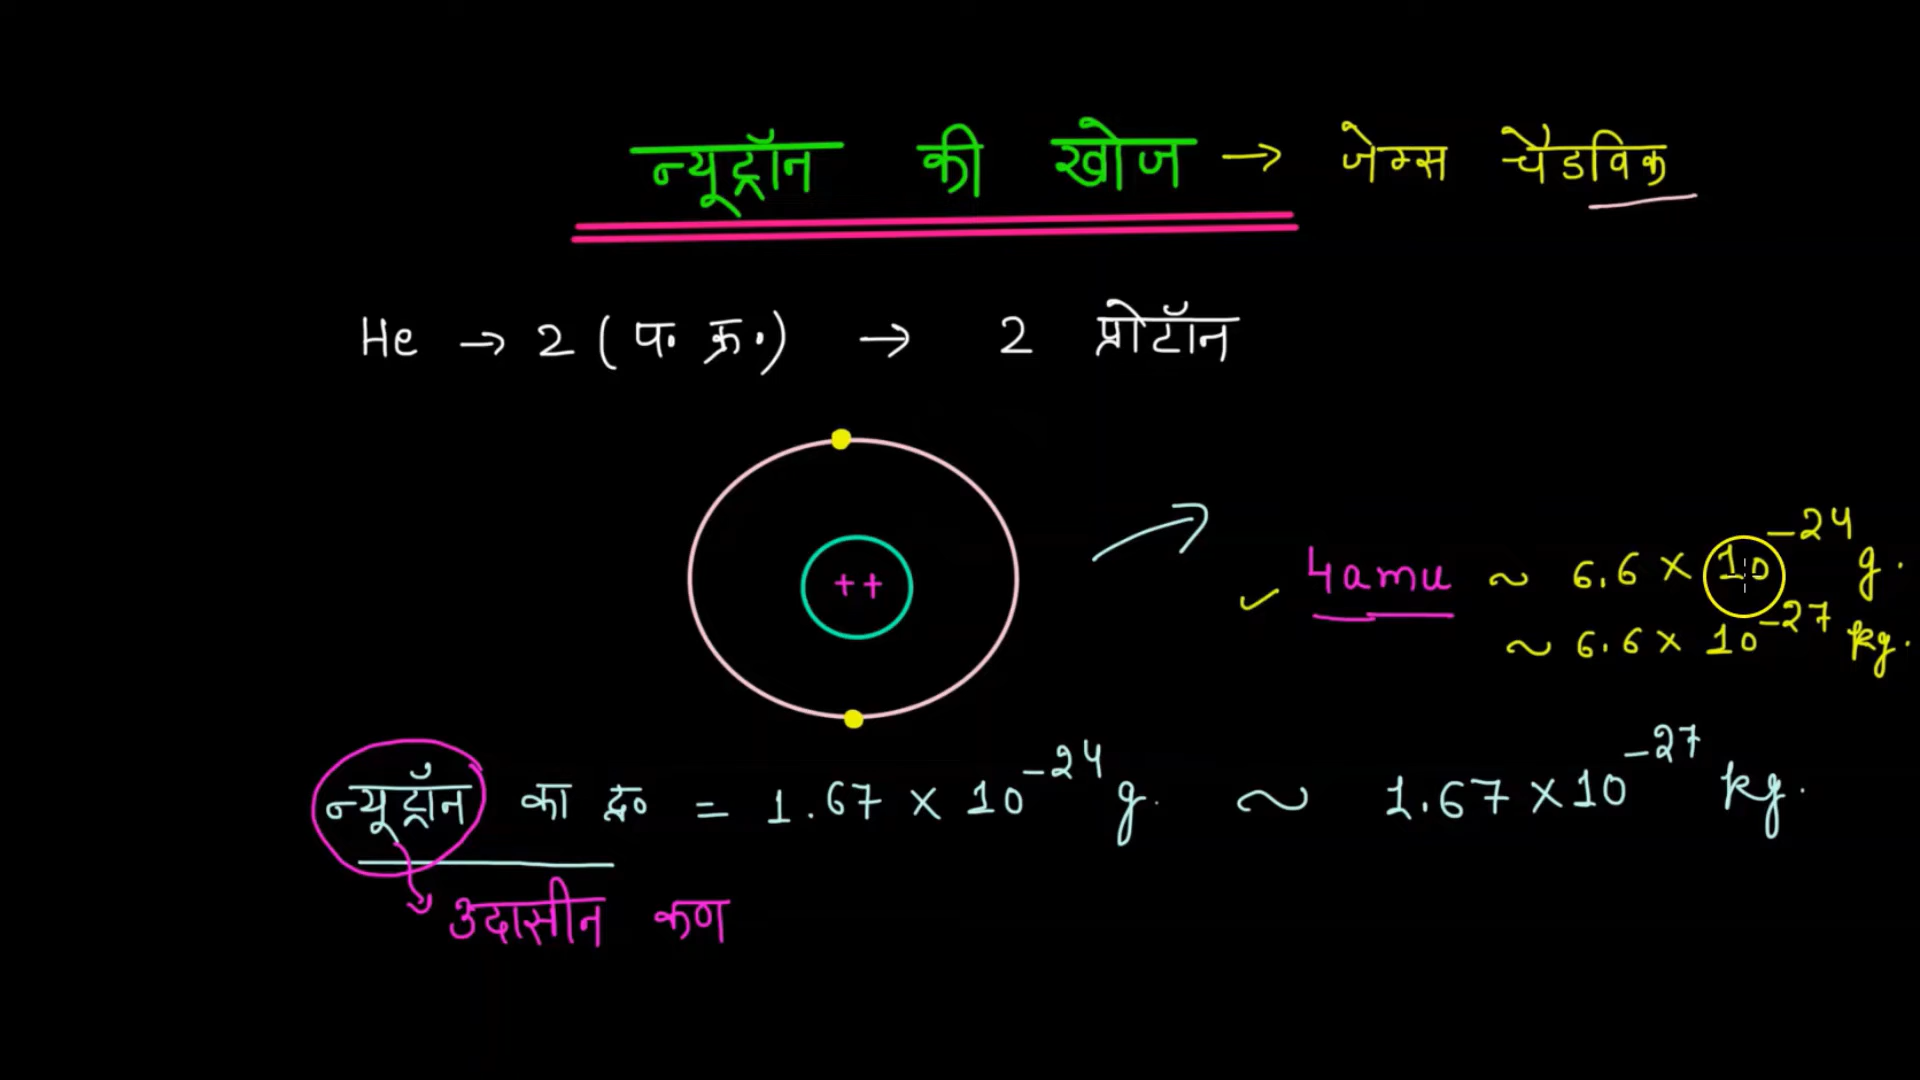 न्यूट्रॉन की खोज → जेम्स चैडविक
He → 2 (प. क्र.) → 2 प्रोटॉन
++
4amu ~ 6.6 × 10⁻²⁴ g.
~ 6.6 × 10⁻²⁷ kg.
न्यूट्रॉन का द्र० = 1.67 × 10⁻²⁴ g. ~ 1.67 × 10⁻²⁷ kg.
उदासीन कण